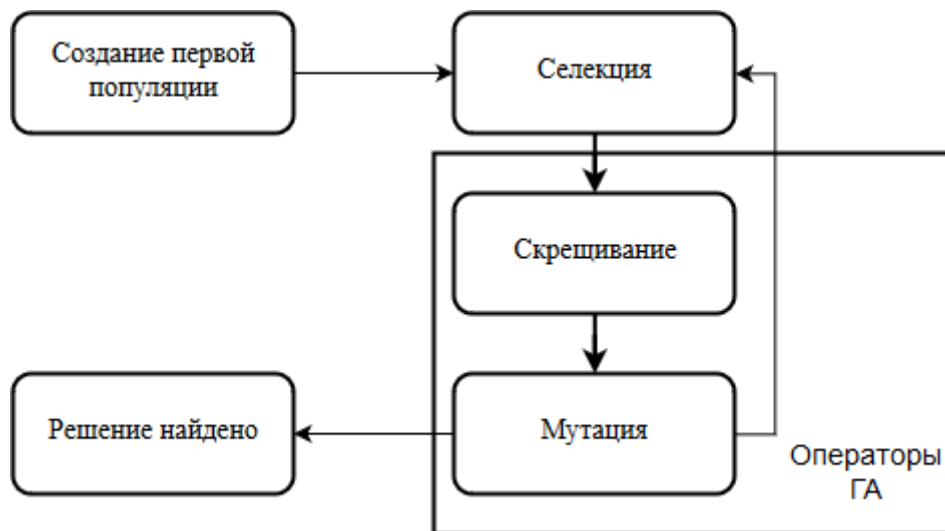 Создание первой
популяции
Селекция
Скрещивание
Решение найдено
Мутация
Операторы
ГА